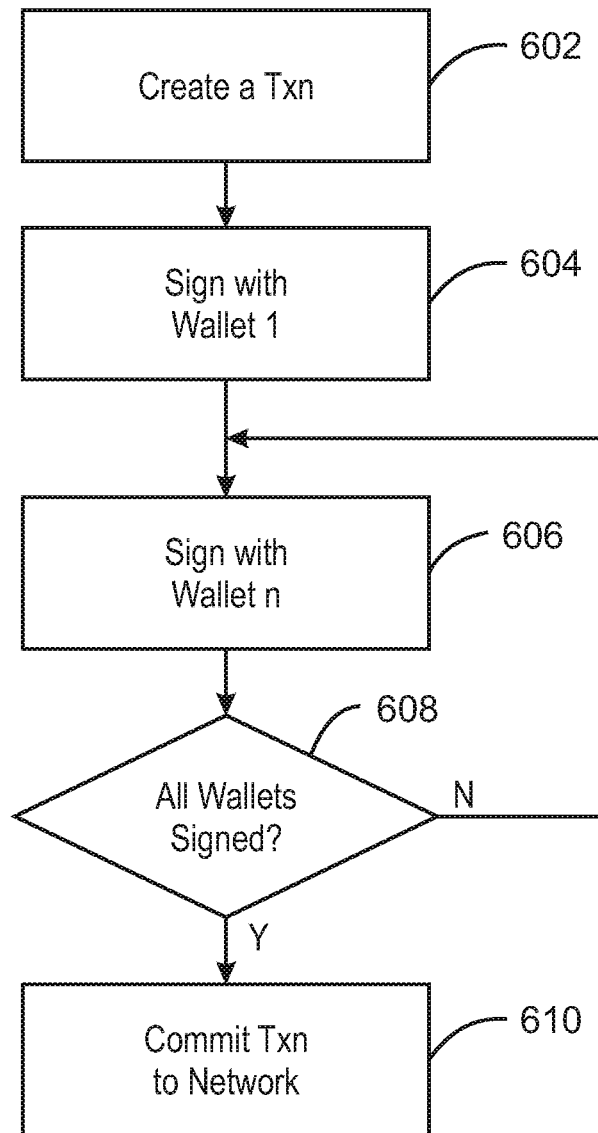 Create a Txn
602
Sign with
Wallet 1
604
Sign with
Wallet n
606
608
All Wallets
Signed?
N
Y
Commit Txn
to Network
610